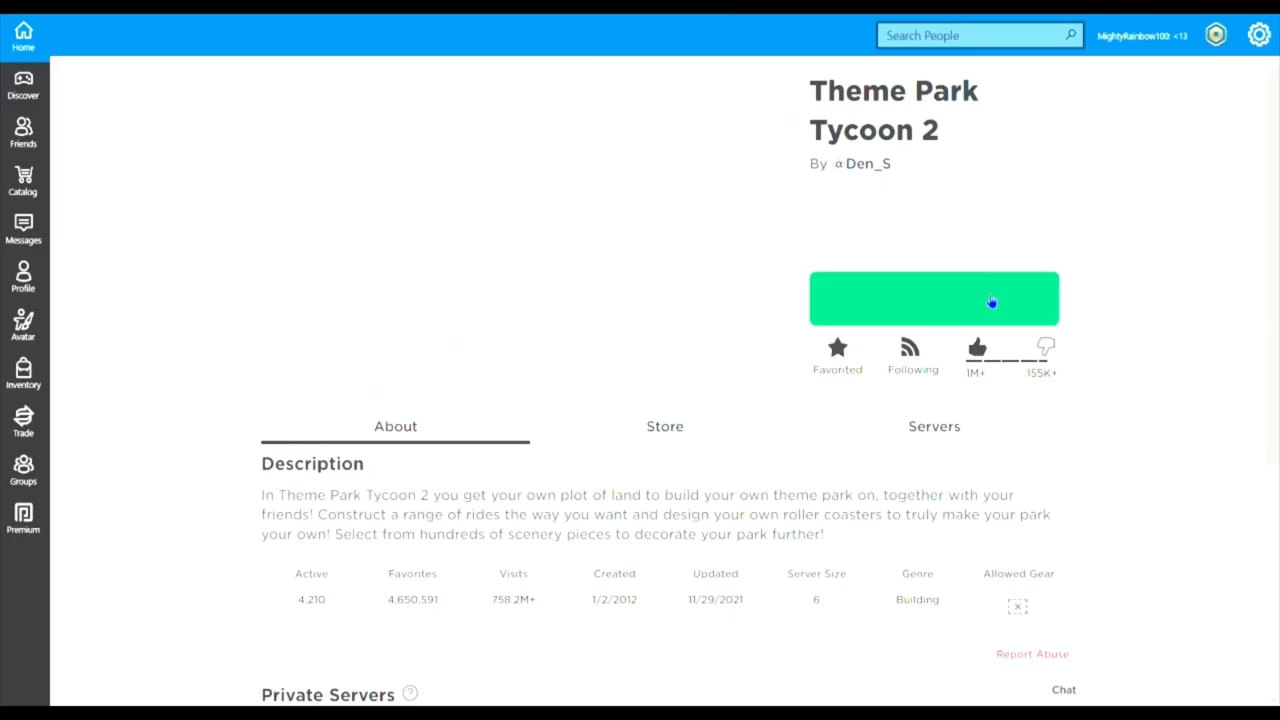 Home
Search People
MightyRainbow100: <13
Discover
Friends
Catalog
Messages
Profile
Avatar
Inventory
Trade
Groups
Premium
Theme Park
Tycoon 2
By αDen_S
Favorited
Following
1M+
155K+
About
Store
Servers
Description
In Theme Park Tycoon 2 you get your own plot of land to build your own theme park on, together with your
friends! Construct a range of rides the way you want and design your own roller coasters to truly make your park
your own! Select from hundreds of scenery pieces to decorate your park further!
Active Favorites Visits Created Updated Server Size Genre Allowed Gear
4,210 4,650,591 758.2M+ 1/2/2012 11/29/2021 6 Building
Report Abuse
Private Servers ?
Chat